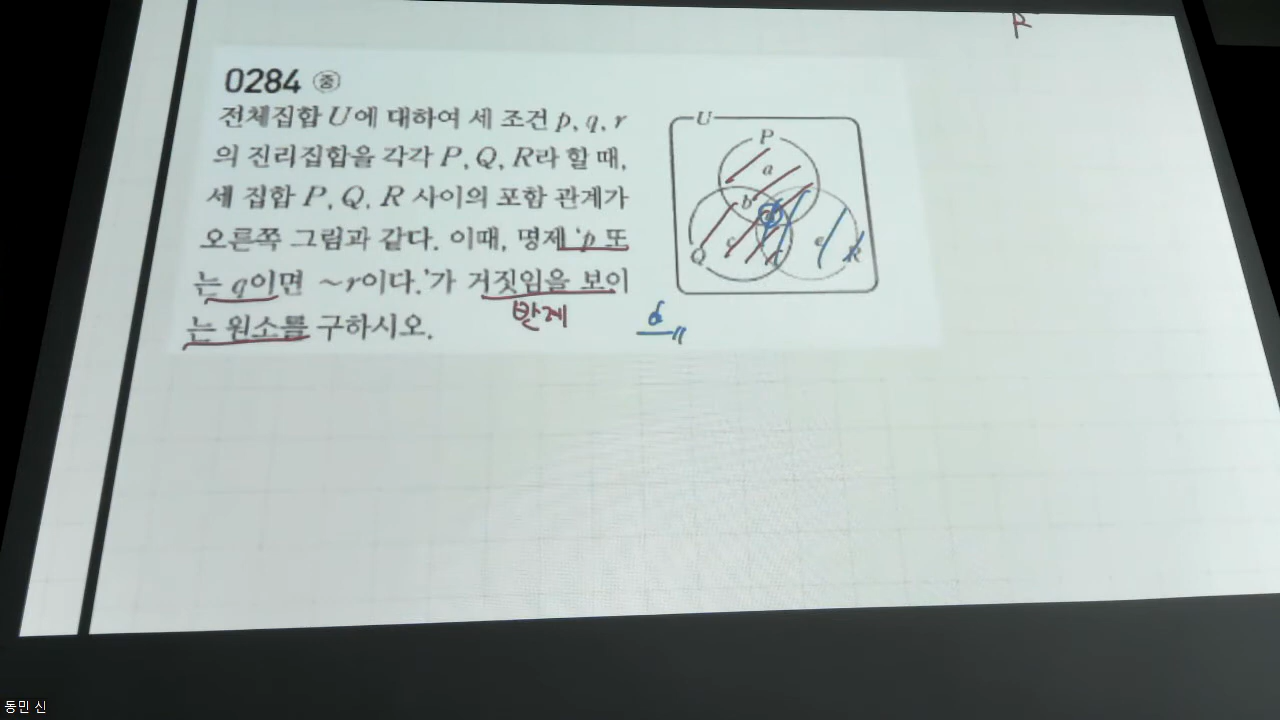 0284 중
전체집합 U에 대하여 세 조건 p, q, r
의 진리집합을 각각 P, Q, R라 할 때,
세 집합 P, Q, R 사이의 포함 관계가
오른쪽 그림과 같다. 이때, 명제 'p 또
는 q이면 ~r이다.'가 거짓임을 보이
는 원소를 구하시오.
반례
U
P
a
b
c
e
Q
R
동민 신